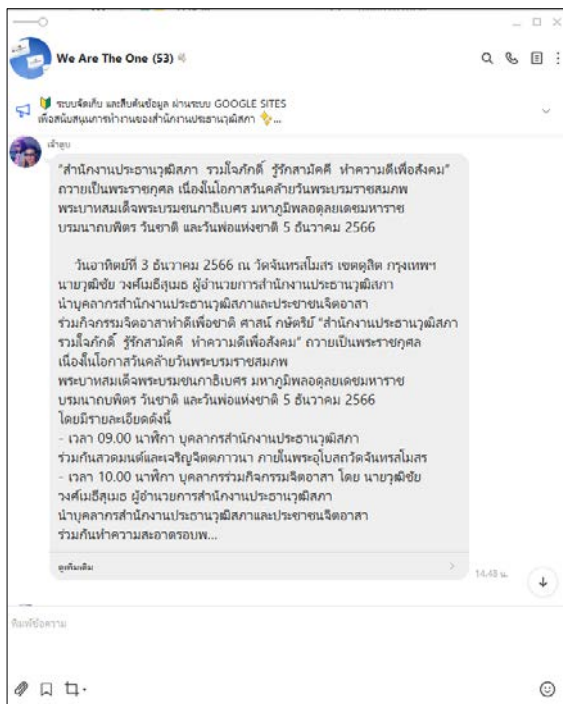 We Are The One (53)
ระบบจัดเก็บ และสืบค้นข้อมูล ผ่านระบบ GOOGLE SITES
เพื่อสนับสนุนการทำงานของสำนักงานประธานวุฒิสภา ✨...
"สำนักงานประธานวุฒิสภา รวมใจภักดิ์ รู้รักสามัคคี ทำความดีเพื่อสังคม"
ถวายเป็นพระราชกุศล เนื่องในโอกาสวันคล้ายวันพระบรมราชสมภพ
พระบาทสมเด็จพระบรมชนกาธิเบศร มหาภูมิพลอดุลยเดชมหาราช
บรมนาถบพิตร วันชาติ และวันพ่อแห่งชาติ 5 ธันวาคม 2566
วันอาทิตย์ที่ 3 ธันวาคม 2566 ณ วัดจันทรสโมสร เขตดุสิต กรุงเทพฯ
นายวุฒิชัย วงศ์เมธีสุเมธ ผู้อำนวยการสำนักงานประธานวุฒิสภา
นำบุคลากรสำนักงานประธานวุฒิสภาและประชาชนจิตอาสา
ร่วมกิจกรรมจิตอาสาทำดีเพื่อชาติ ศาสน์ กษัตริย์ "สำนักงานประธานวุฒิสภา
รวมใจภักดิ์ รู้รักสามัคคี ทำความดีเพื่อสังคม" ถวายเป็นพระราชกุศล
เนื่องในโอกาสวันคล้ายวันพระบรมราชสมภพ
พระบาทสมเด็จพระบรมชนกาธิเบศร มหาภูมิพลอดุลยเดชมหาราช
บรมนาถบพิตร วันชาติ และวันพ่อแห่งชาติ 5 ธันวาคม 2566
โดยมีรายละเอียดดังนี้
- เวลา 09.00 นาฬิกา บุคลากรสำนักงานประธานวุฒิสภา
ร่วมกันสวดมนต์และเจริญจิตตภาวนา ภายในพระอุโบสถวัดจันทรสโมสร
- เวลา 10.00 นาฬิกา บุคลากรร่วมกิจกรรมจิตอาสา โดย นายวุฒิชัย
วงศ์เมธีสุเมธ ผู้อำนวยการสำนักงานประธานวุฒิสภา
นำบุคลากรสำนักงานประธานวุฒิสภาและประชาชนจิตอาสา
ร่วมกันทำความสะอาดรอบพ...
ดูเพิ่มเติม
14.48 น.
พิมพ์ข้อความ